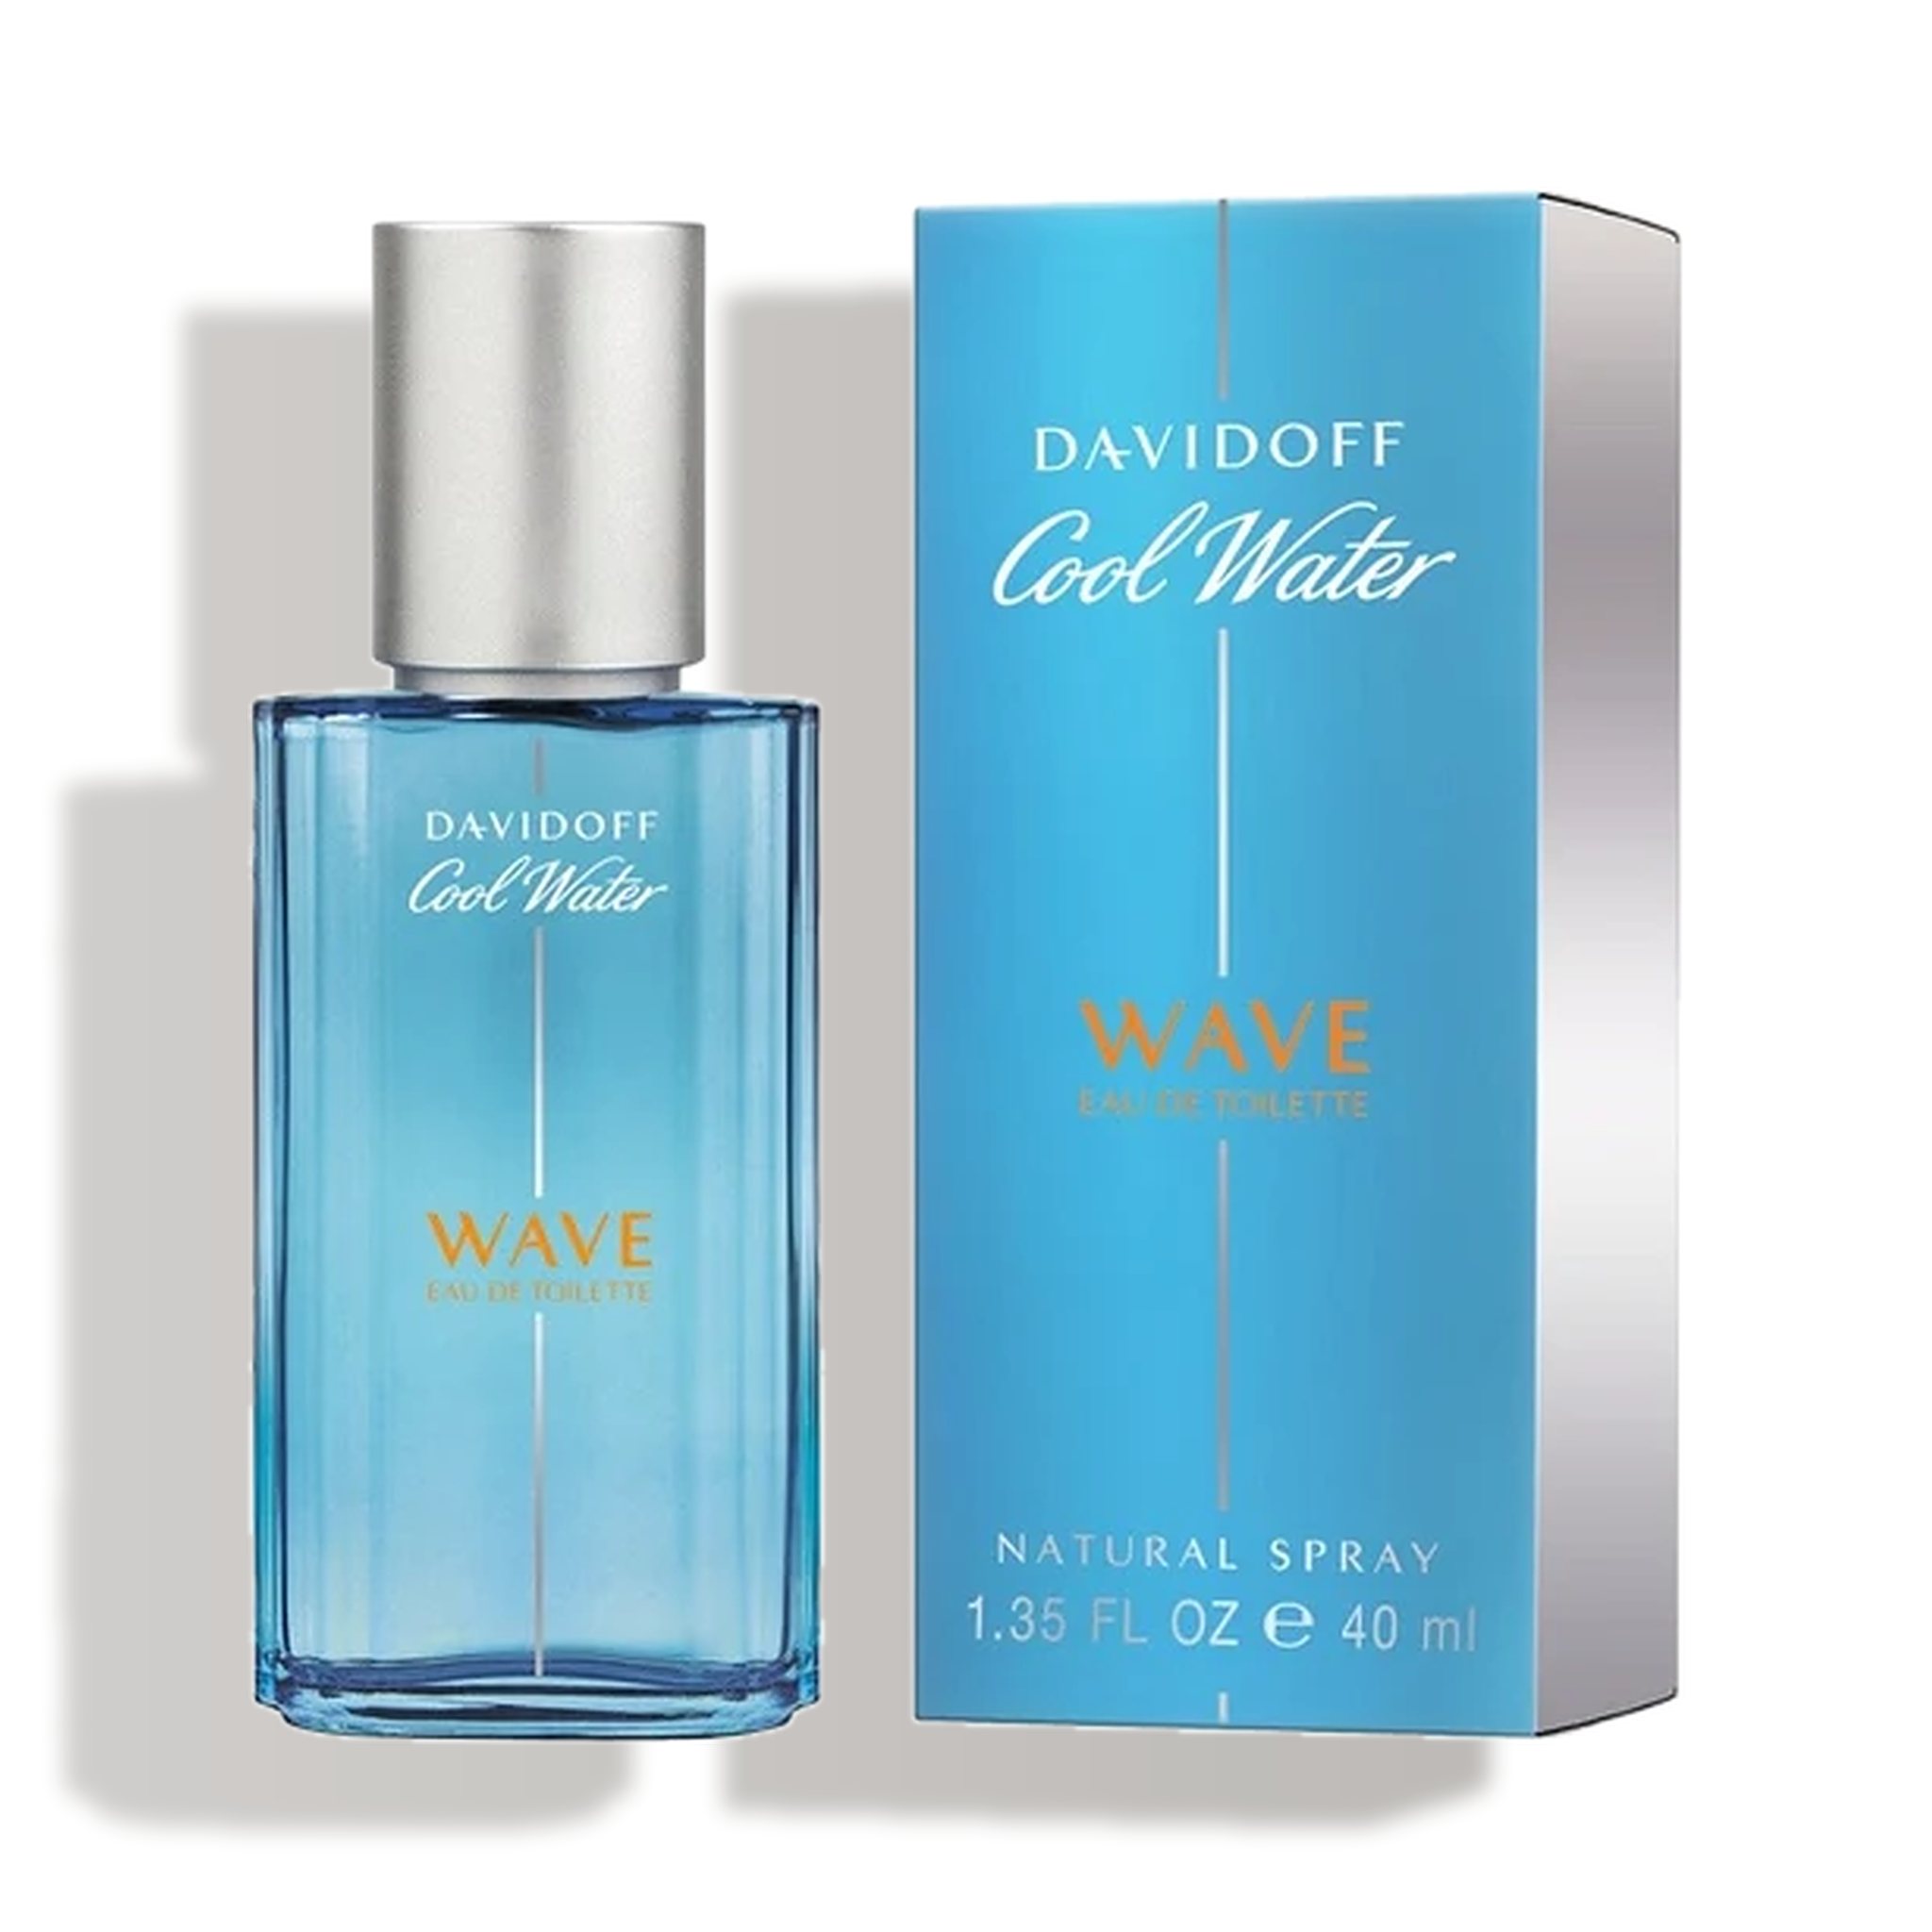 DAVIDOFF
Cool Water
WAVE
EAU DE TOILETTE
DAVIDOFF
Cool Water
WAVE
EAU DE TOILETTE
NATURAL SPRAY
1.35 FL OZ e 40 ml